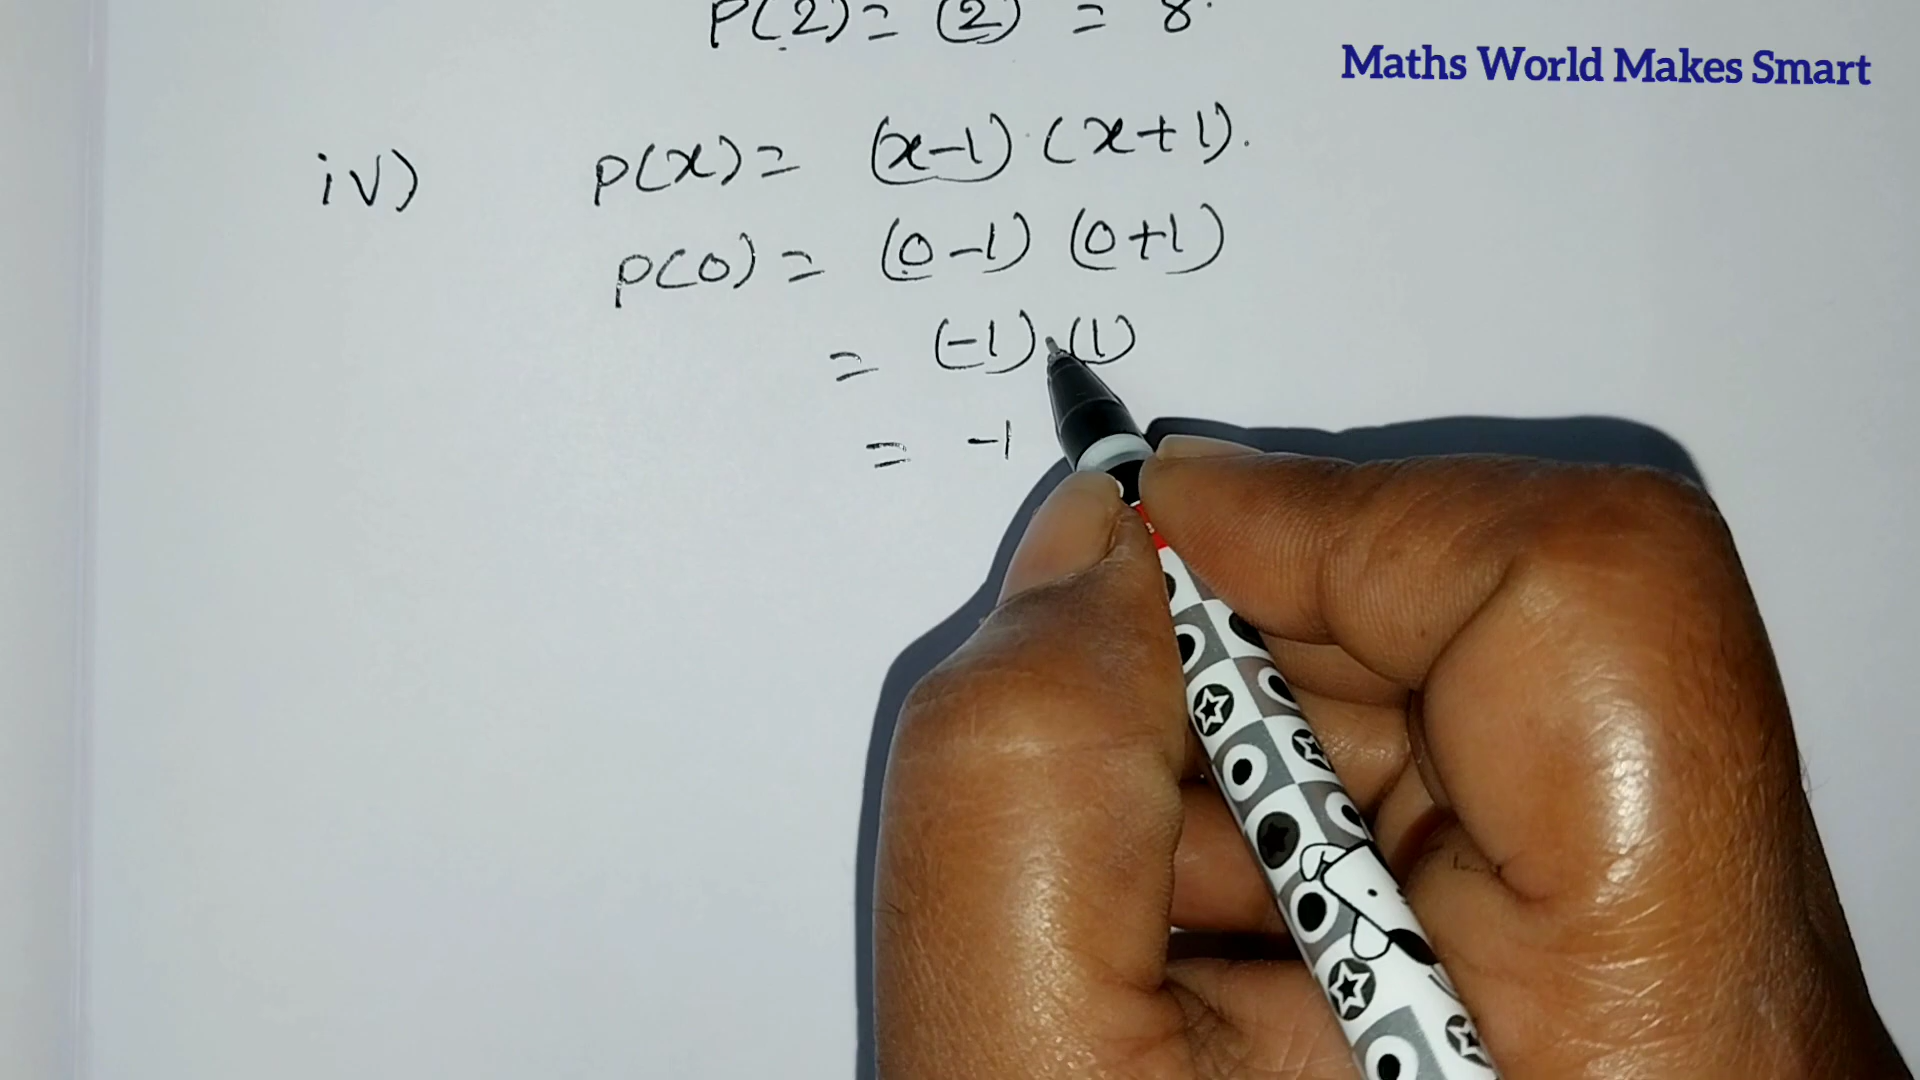 P(2) = (2) = 8.
Maths World Makes Smart
iv) p(x) = (x-1) (x+1).
p(0) = (0-1) (0+1)
= (-1) (1)
= -1